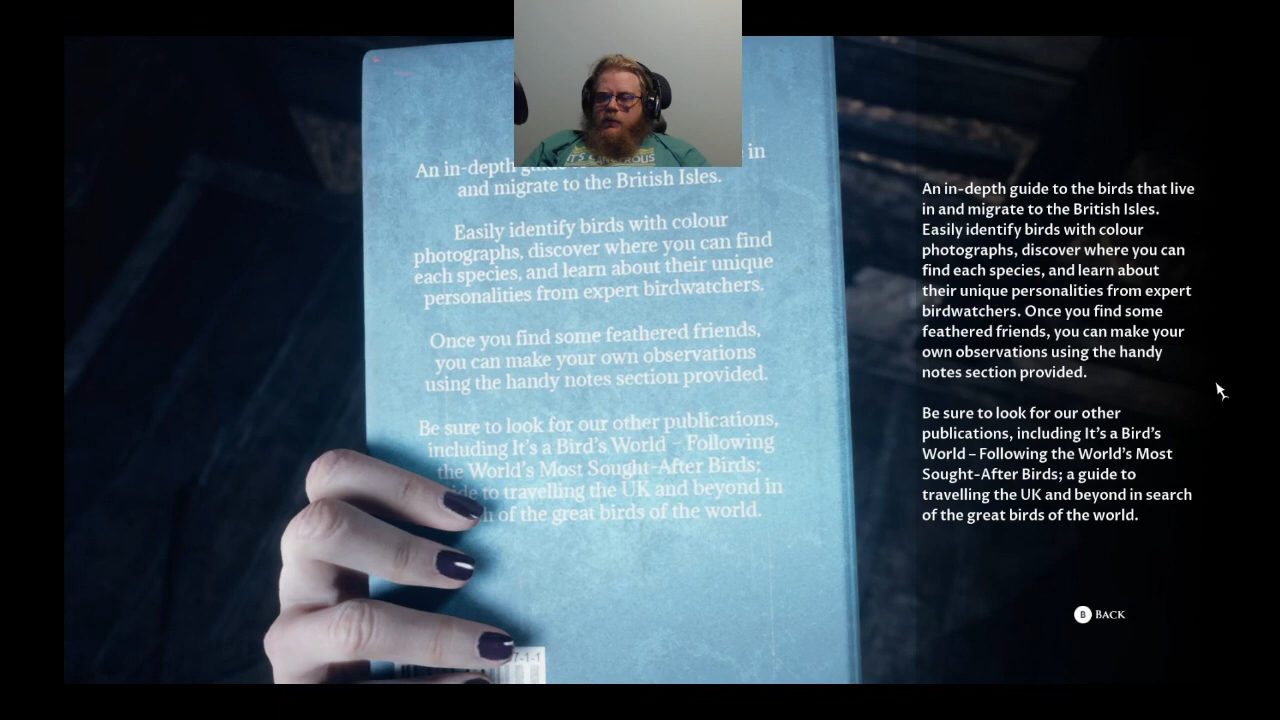 IT'S DANGEROUS
An in-depth
in
and migrate to the British Isles.
Easily identify birds with colour
photographs, discover where you can find
each species, and learn about their unique
personalities from expert birdwatchers.
Once you find some feathered friends,
you can make your own observations
using the handy notes section provided.
Be sure to look for our other publications,
including It's a Bird's World – Following
the World's Most Sought-After Birds;
to travelling the UK and beyond in
of the great birds of the world.
7-1-1
An in-depth guide to the birds that live
in and migrate to the British Isles.
Easily identify birds with colour
photographs, discover where you can
find each species, and learn about
their unique personalities from expert
birdwatchers. Once you find some
feathered friends, you can make your
own observations using the handy
notes section provided.
Be sure to look for our other
publications, including It's a Bird's
World – Following the World's Most
Sought-After Birds; a guide to
travelling the UK and beyond in search
of the great birds of the world.
B BACK